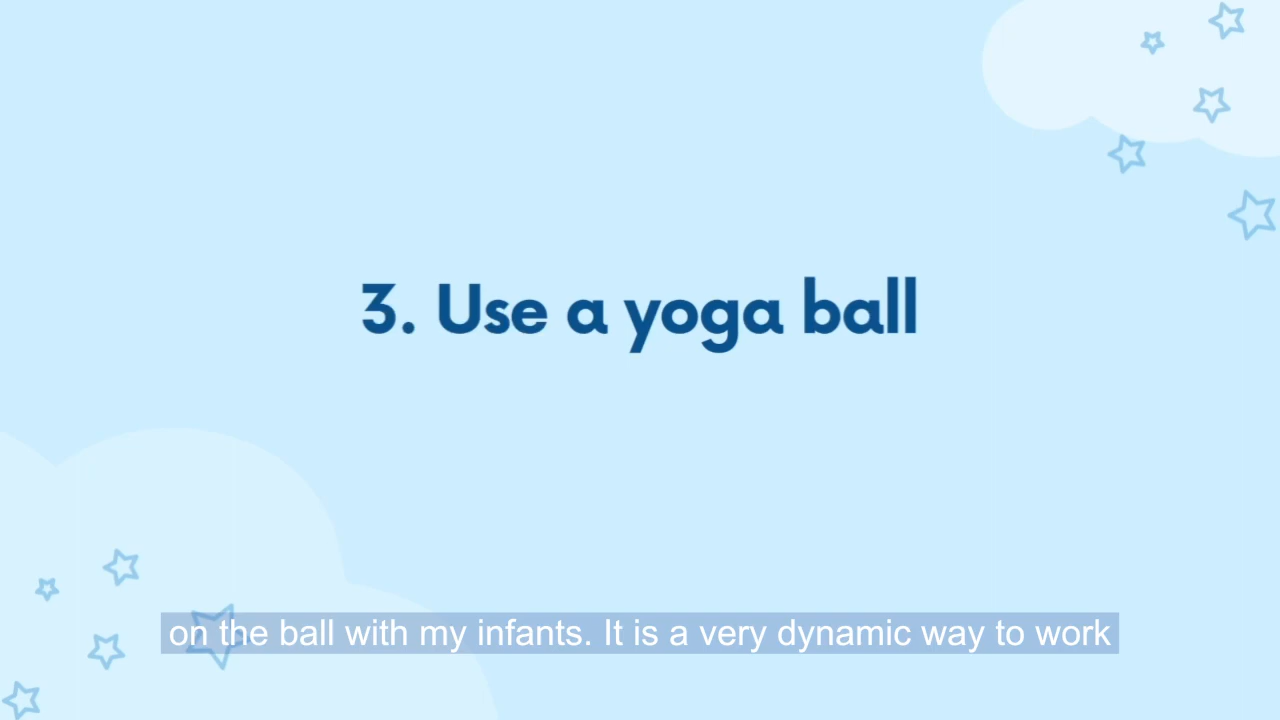 3. Use a yoga ball
on the ball with my infants. It is a very dynamic way to work